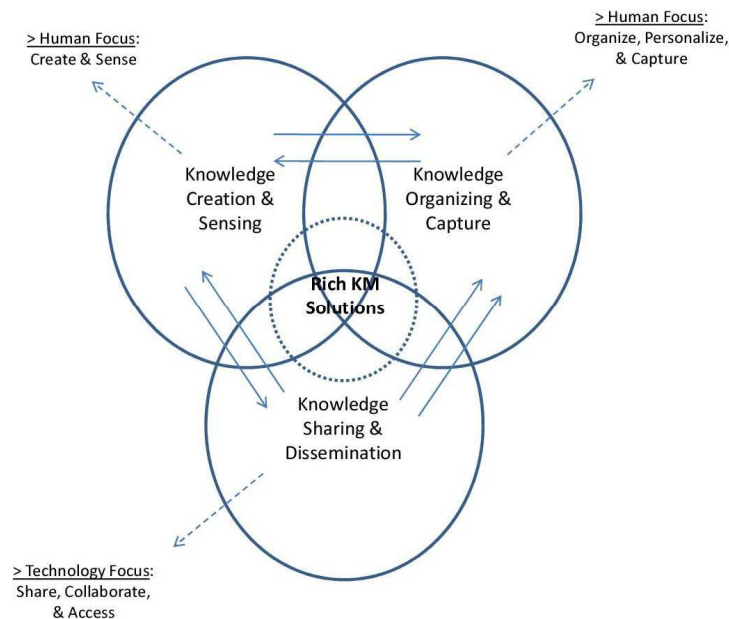 > Human Focus:
Create & Sense
> Human Focus:
Organize, Personalize,
& Capture
Knowledge
Creation &
Sensing
Knowledge
Organizing &
Capture
Rich KM
Solutions
Knowledge
Sharing &
Dissemination
> Technology Focus:
Share, Collaborate,
& Access